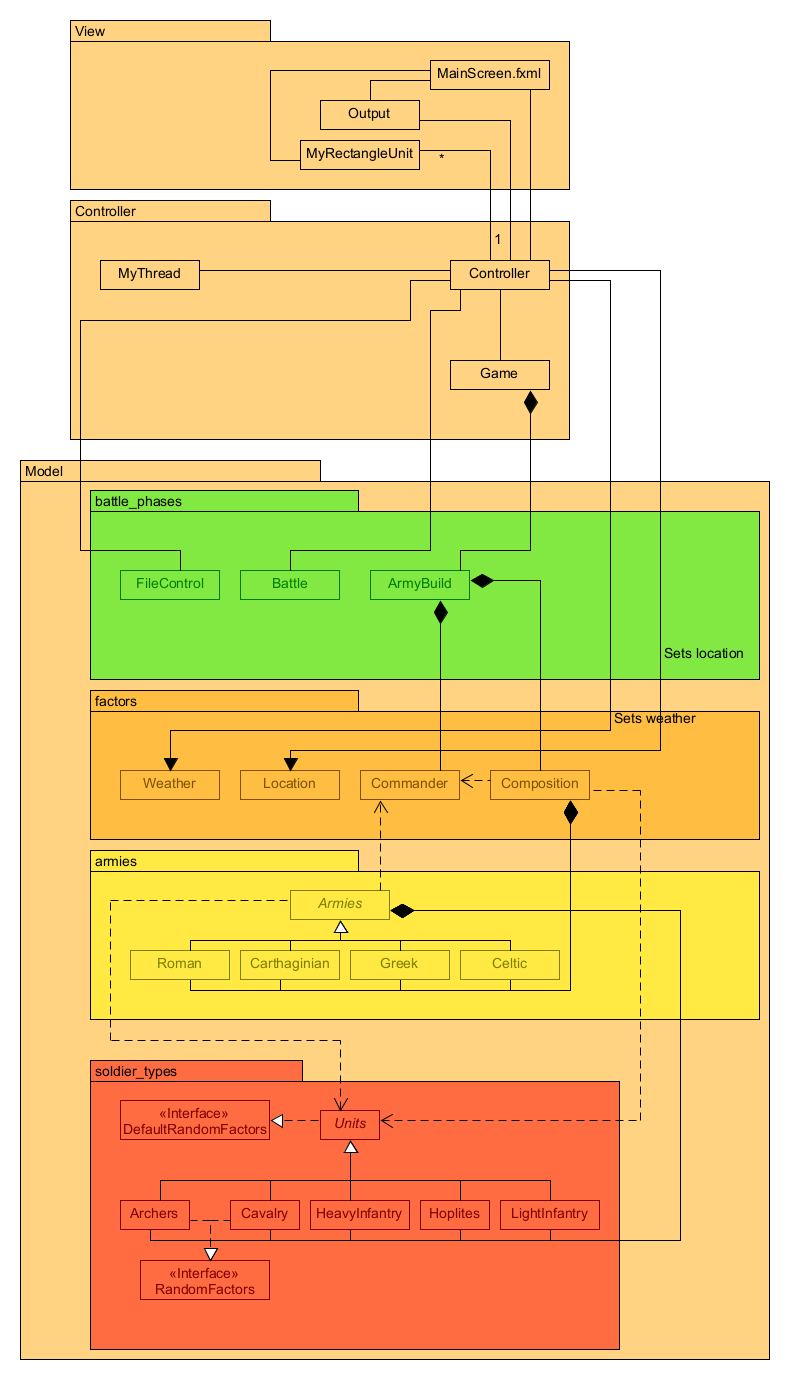 View
MainScreen.fxml
Output
MyRectangleUnit
*
Controller
1
MyThread
Controller
Game
Model
battle_phases
FileControl
Battle
ArmyBuild
Sets location
factors
Sets weather
Weather
Location
Commander
Composition
armies
Armies
Roman
Carthaginian
Greek
Celtic
soldier_types
«Interface»
DefaultRandomFactors
Units
Archers
Cavalry
HeavyInfantry
Hoplites
LightInfantry
«Interface»
RandomFactors